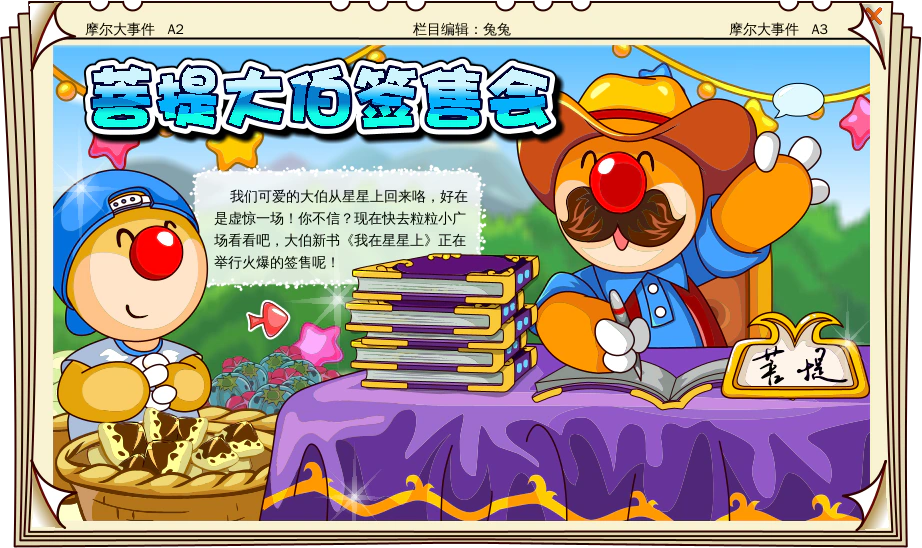 摩尔大事件 A2
栏目编辑：兔兔
摩尔大事件 A3
菩提大伯签售会
我们可爱的大伯从星星上回来咯，好在
是虚惊一场！你不信？现在快去粒粒小广
场看看吧，大伯新书《我在星星上》正在
举行火爆的签售呢！
菩提